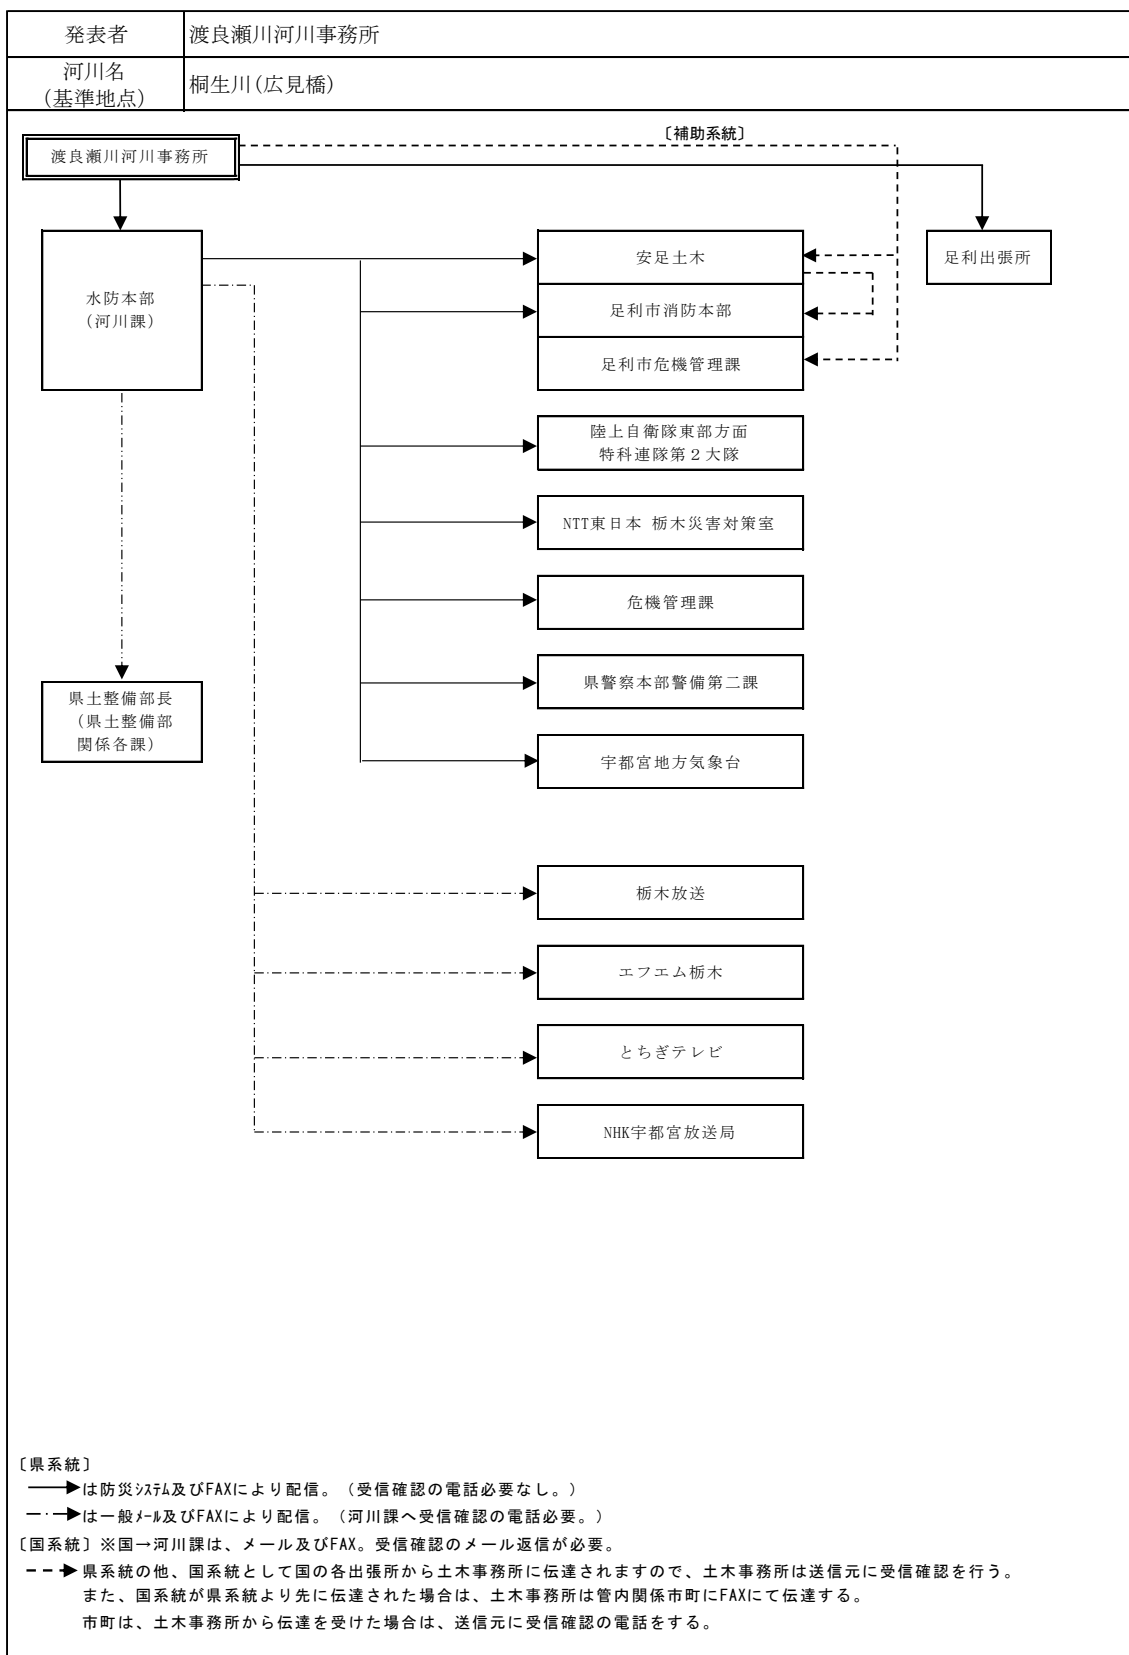 発表者
渡良瀬川河川事務所
河川名
(基準地点)
桐生川(広見橋)
〔補助系統〕
渡良瀬川河川事務所
水防本部
(河川課)
安足土木
足利出張所
足利市消防本部
足利市危機管理課
陸上自衛隊東部方面
特科連隊第２大隊
NTT東日本 栃木災害対策室
危機管理課
県警察本部警備第二課
県土整備部長
(県土整備部
関係各課)
宇都宮地方気象台
栃木放送
エフエム栃木
とちぎテレビ
NHK宇都宮放送局
〔県系統〕
は防災ｼｽﾃﾑ及びFAXにより配信。（受信確認の電話必要なし。）
は一般ﾒｰﾙ及びFAXにより配信。（河川課へ受信確認の電話必要。）
〔国系統〕※国→河川課は、メール及びFAX。受信確認のメール返信が必要。
県系統の他、国系統として国の各出張所から土木事務所に伝達されますので、土木事務所は送信元に受信確認を行う。
また、国系統が県系統より先に伝達された場合は、土木事務所は管内関係市町にFAXにて伝達する。
市町は、土木事務所から伝達を受けた場合は、送信元に受信確認の電話をする。